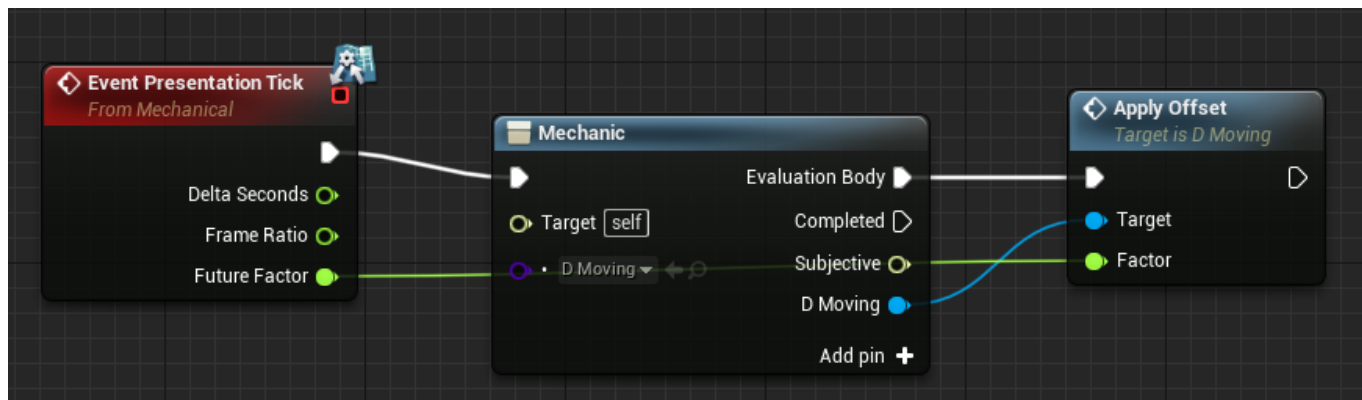 Event Presentation Tick
From Mechanical
Delta Seconds
Frame Ratio
Future Factor
Mechanic
Evaluation Body
Target self
Completed
Subjective
D Moving
D Moving
Add pin
Apply Offset
Target is D Moving
Target
Factor